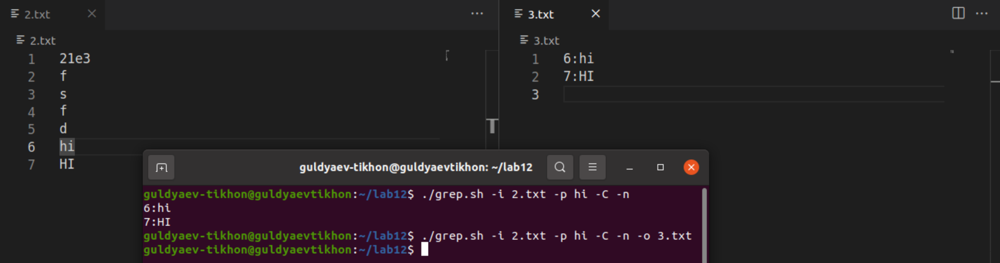 2.txt
2.txt
1 21e3
2 f
3 s
4 f
5 d
6 hi
7 HI
3.txt
3.txt
1 6:hi
2 7:HI
3
guldyaev-tikhon@guldyaevtikhon: ~/lab12
guldyaev-tikhon@guldyaevtikhon:~/lab12$ ./grep.sh -i 2.txt -p hi -C -n
6:hi
7:HI
guldyaev-tikhon@guldyaevtikhon:~/lab12$ ./grep.sh -i 2.txt -p hi -C -n -o 3.txt
guldyaev-tikhon@guldyaevtikhon:~/lab12$